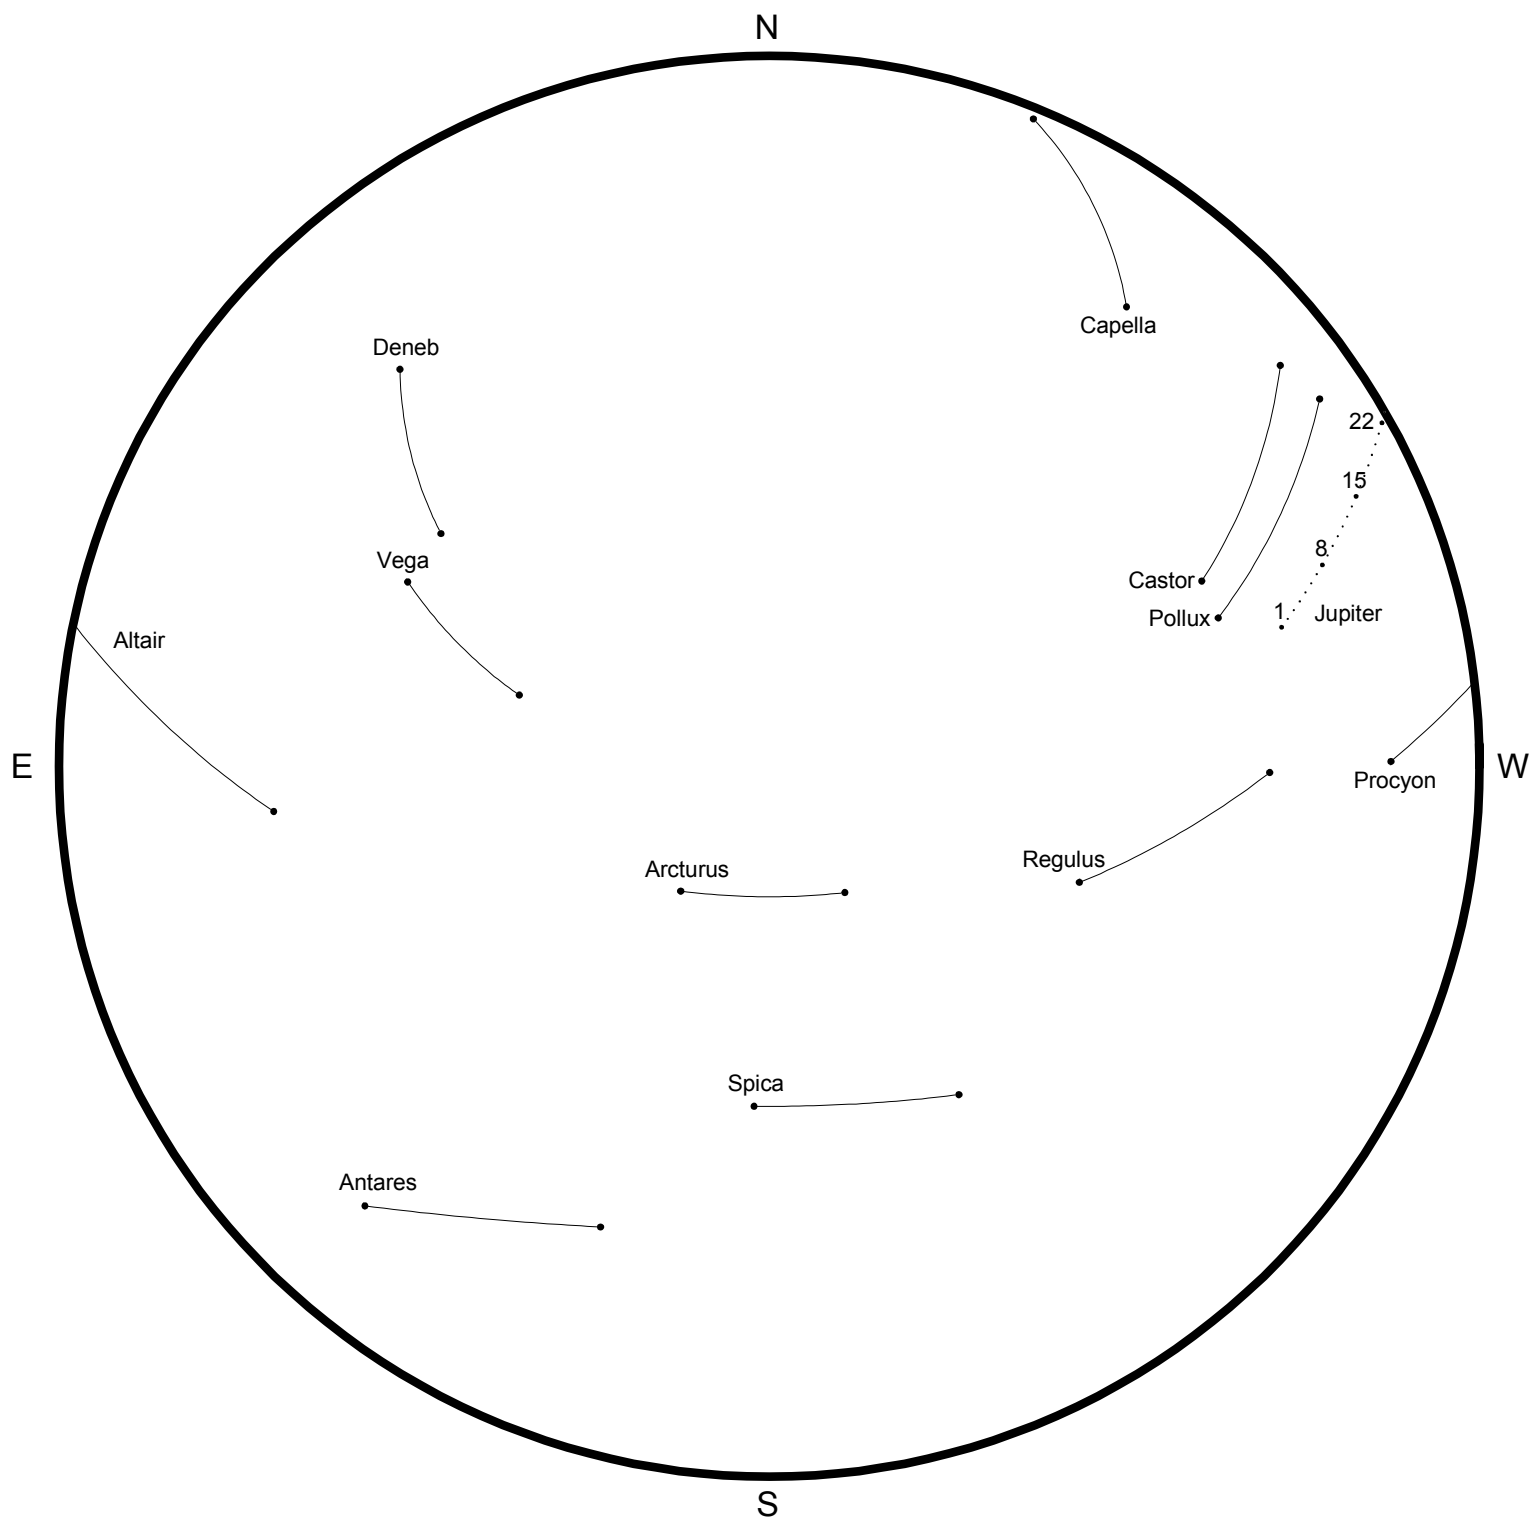 N
Capella
Deneb
22
15
8
Vega
Castor
1
Jupiter
Pollux
Altair
E
W
Procyon
Regulus
Arcturus
Spica
Antares
S